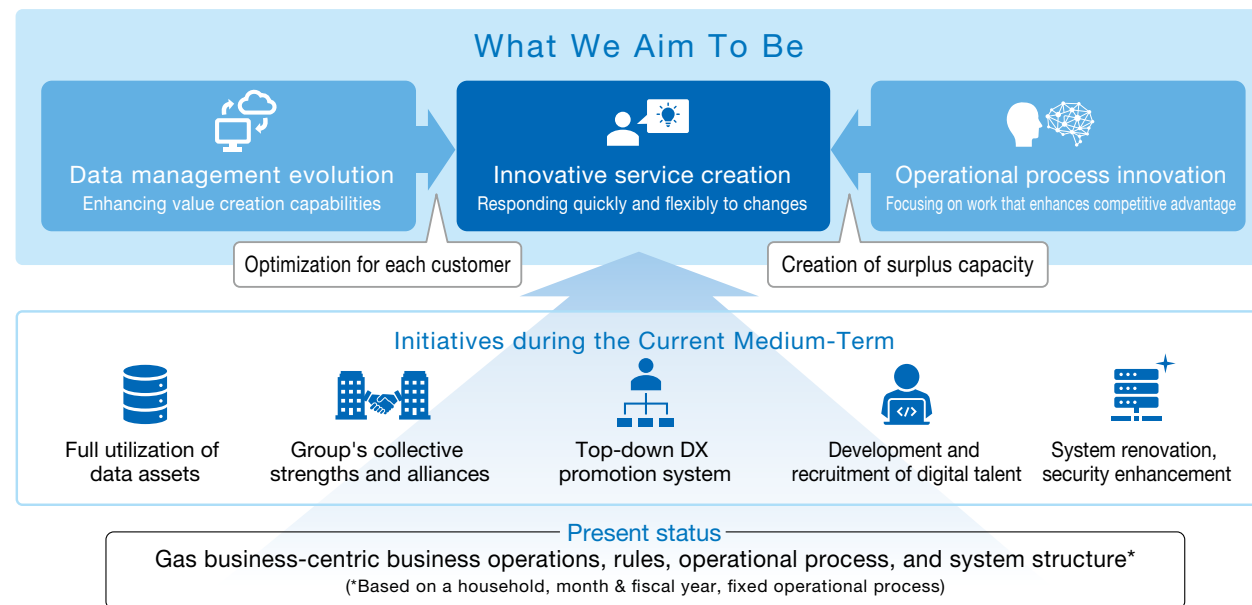 What We Aim To Be
Data management evolution
Enhancing value creation capabilities
Innovative service creation
Responding quickly and flexibly to changes
Operational process innovation
Focusing on work that enhances competitive advantage
Optimization for each customer
Creation of surplus capacity
Initiatives during the Current Medium-Term
Full utilization of
data assets
Group's collective
strengths and alliances
Top-down DX
promotion system
</>
Development and
recruitment of digital talent
System renovation,
security enhancement
Present status
Gas business-centric business operations, rules, operational process, and system structure*
(*Based on a household, month & fiscal year, fixed operational process)